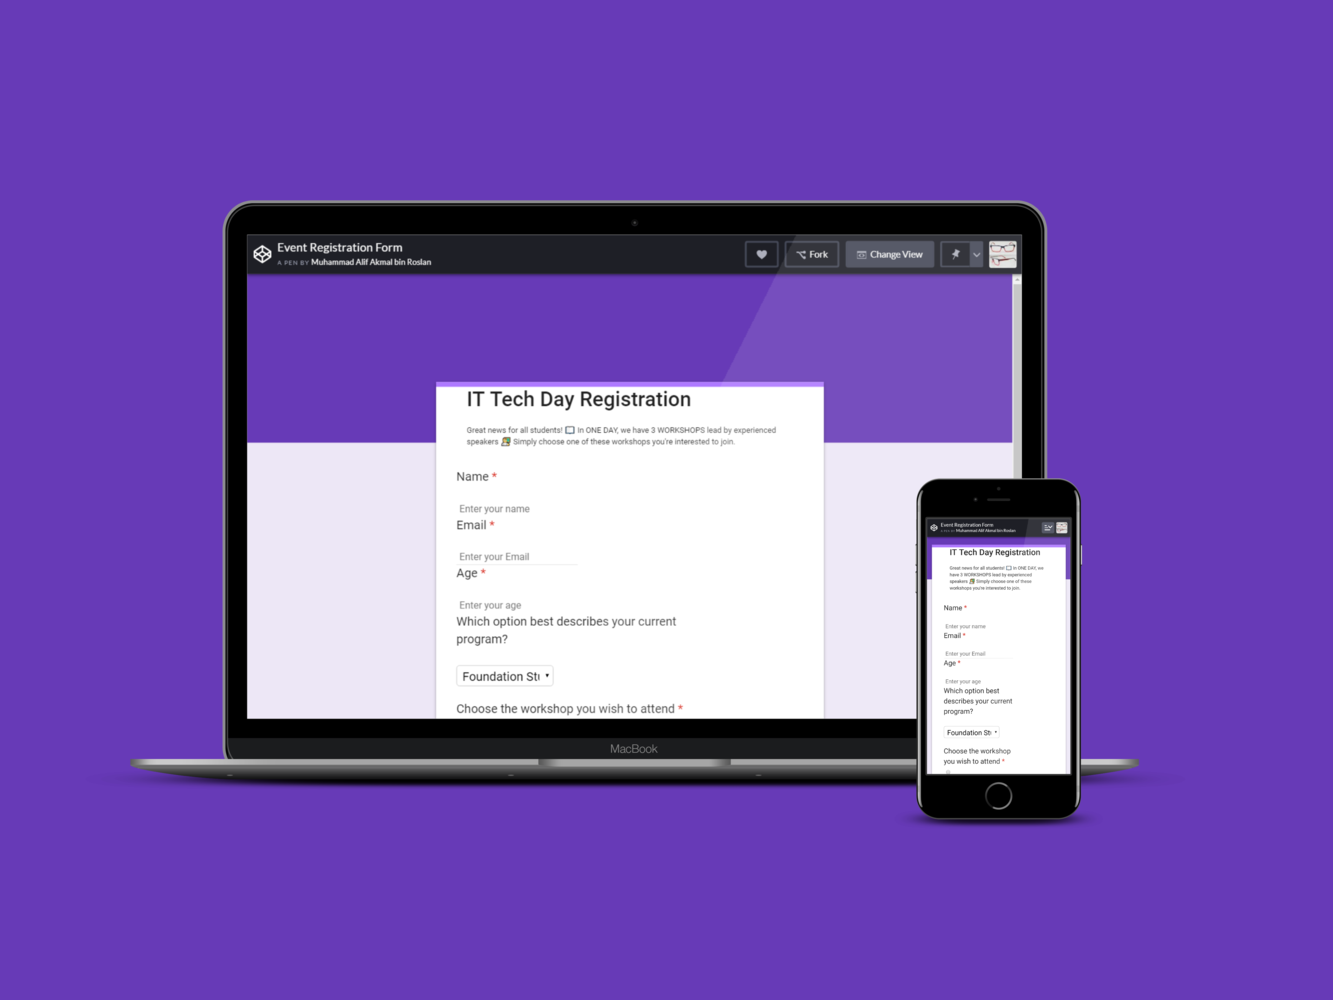 Event Registration Form
A PEN BY Muhammad Alif Akmal bin Roslan
Fork
Change View
IT Tech Day Registration
Great news for all students! 📖 In ONE DAY, we have 3 WORKSHOPS lead by experienced
speakers 👩‍🏫 Simply choose one of these workshops you're interested to join.
Name *
Enter your name
Email *
Enter your Email
Age *
Enter your age
Which option best describes your current
program?
Foundation Stu
Choose the workshop you wish to attend *
MacBook
Event Registration Form
A PEN BY Muhammad Alif Akmal bin Roslan
IT Tech Day Registration
Great news for all students! 📖 In ONE DAY, we
have 3 WORKSHOPS lead by experienced
speakers 👩‍🏫 Simply choose one of these
workshops you're interested to join.
Name *
Enter your name
Email *
Enter your Email
Age *
Enter your age
Which option best
describes your current
program?
Foundation St
Choose the workshop
you wish to attend *